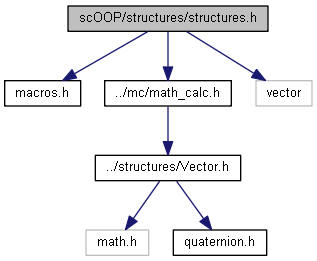 scOOP/structures/structures.h
macros.h
../mc/math_calc.h
vector
../structures/Vector.h
math.h
quaternion.h